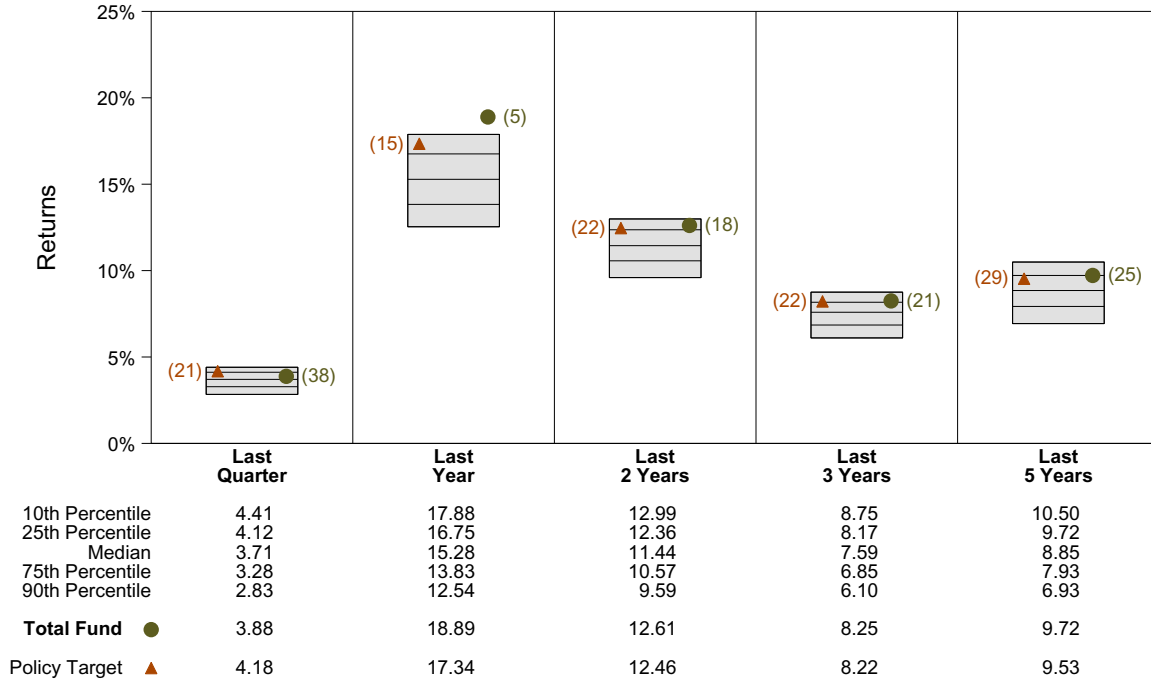 25%
20%
15%
10%
5%
0%
Returns
(21) (38)
(15) (5)
(22) (18)
(22) (21)
(29) (25)
Last Quarter
Last Year
Last 2 Years
Last 3 Years
Last 5 Years
10th Percentile 4.41 17.88 12.99 8.75 10.50
25th Percentile 4.12 16.75 12.36 8.17 9.72
Median 3.71 15.28 11.44 7.59 8.85
75th Percentile 3.28 13.83 10.57 6.85 7.93
90th Percentile 2.83 12.54 9.59 6.10 6.93
Total Fund 3.88 18.89 12.61 8.25 9.72
Policy Target 4.18 17.34 12.46 8.22 9.53